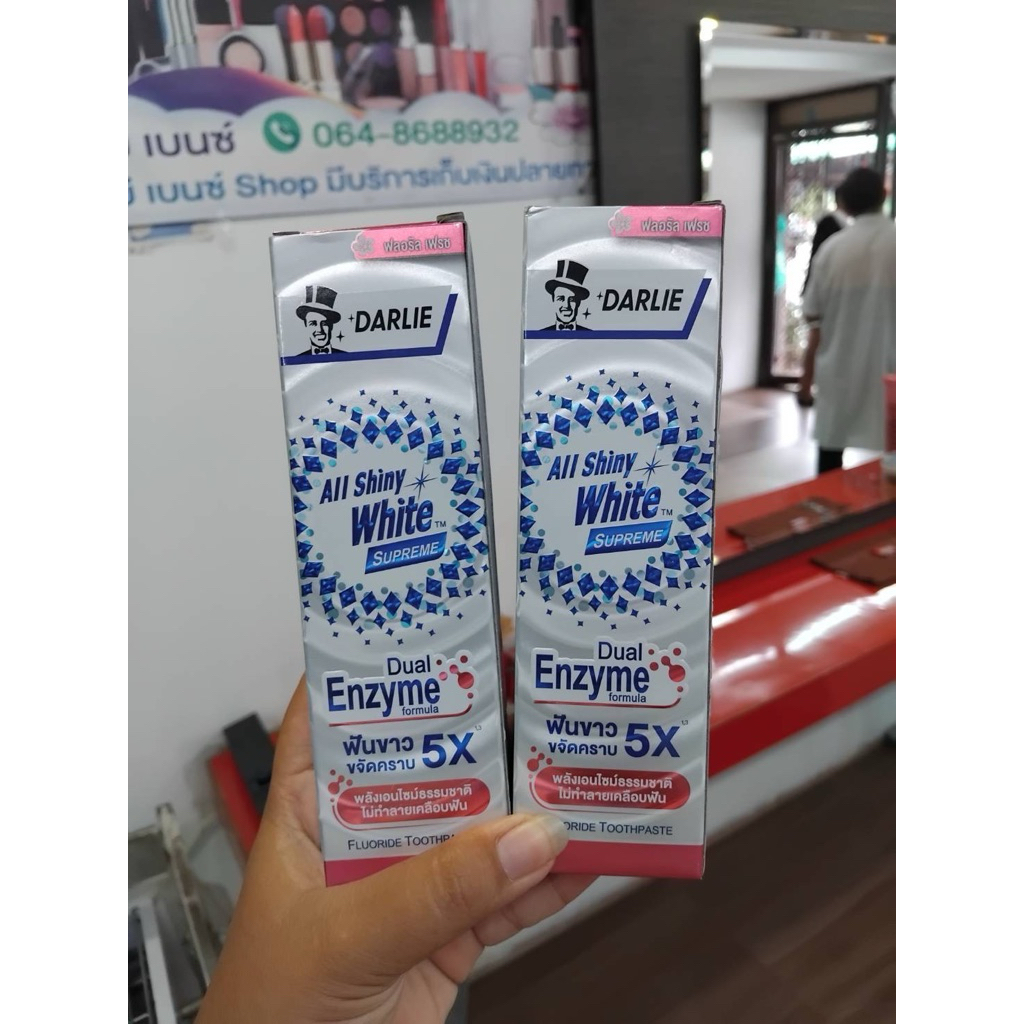 เบนซ์ 064-8688932
เบนซ์ Shop มีบริการเก็บเงินปลายทาง
ฟลอรัล เฟรช
DARLIE
All Shiny
White™
SUPREME
Dual
Enzyme
formula
ฟันขาว
ขจัดคราบ 5X
พลังเอนไซม์ธรรมชาติ
ไม่ทำลายเคลือบฟัน
FLUORIDE TOOTHPA
ฟลอรัล เฟรช
DARLIE
All Shiny
White™
SUPREME
Dual
Enzyme
formula
ฟันขาว
ขจัดคราบ 5X
พลังเอนไซม์ธรรมชาติ
ไม่ทำลายเคลือบฟัน
ORIDE TOOTHPASTE